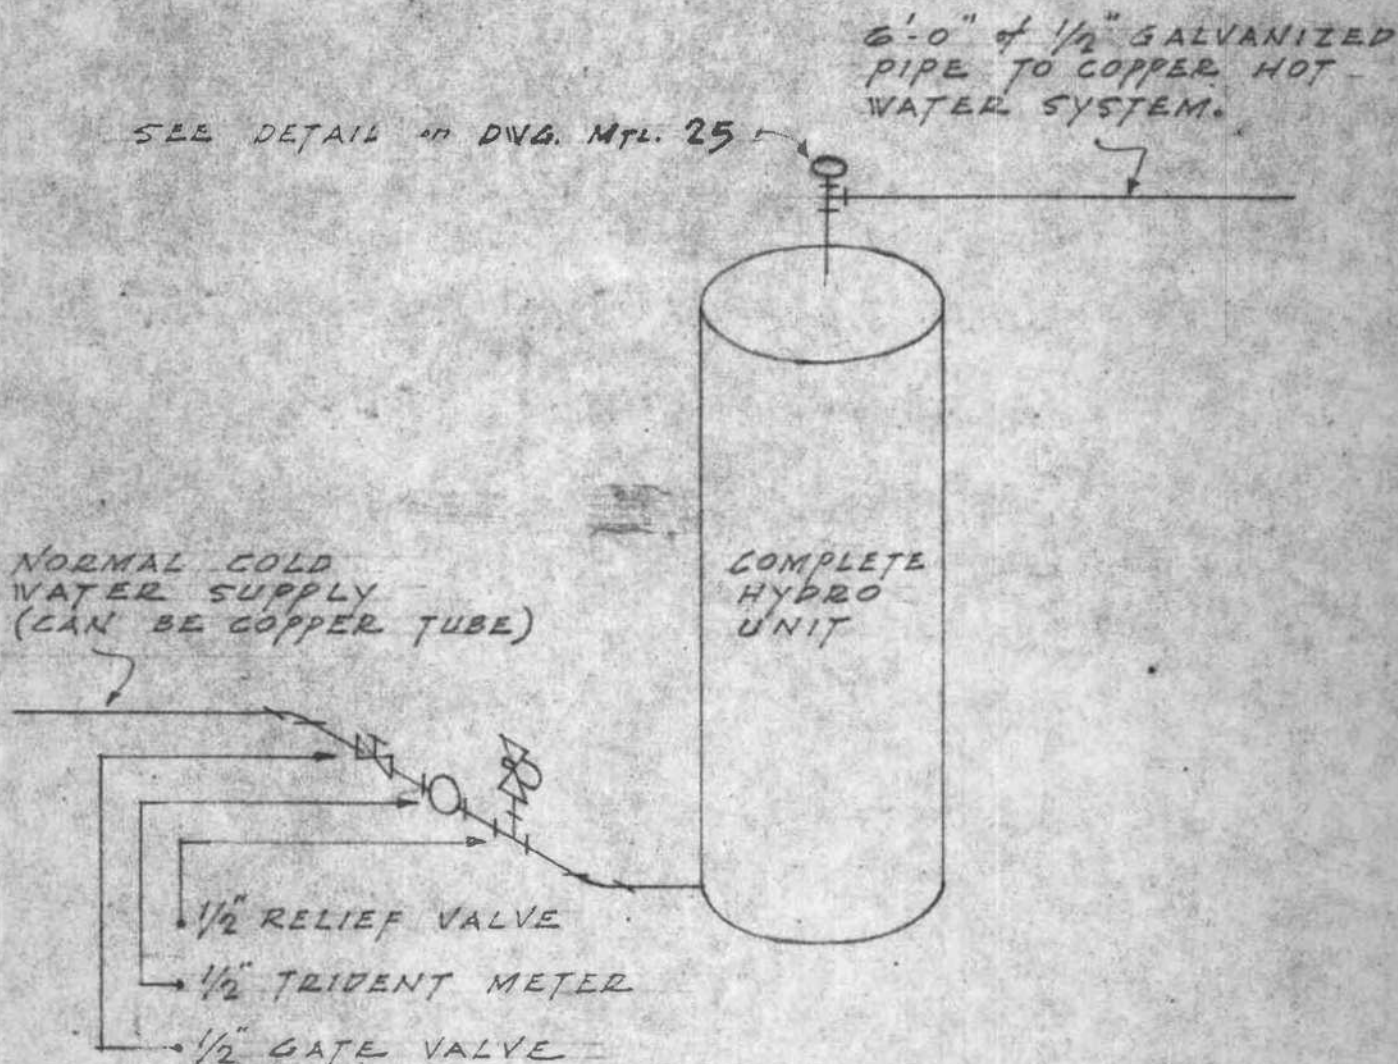 6'-0" of 1/2" GALVANIZED
PIPE TO COPPER HOT
WATER SYSTEM.
SEE DETAIL on DWG. MTL. 25
NORMAL COLD
WATER SUPPLY
(CAN BE COPPER TUBE)
COMPLETE
HYDRO
UNIT
1/2" RELIEF VALVE
1/2" TRIDENT METER
1/2" GATE VALVE